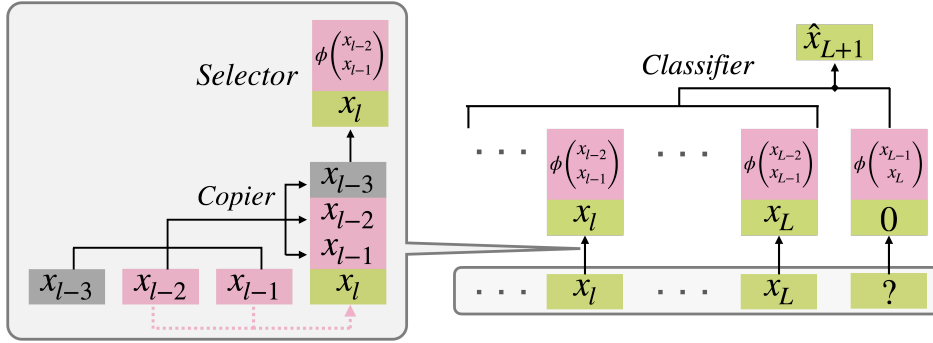 ϕ(x_{l−2} x_{l−1})
Selector
x_l
x_{l−3}
Copier
x_{l−2}
x_{l−1}
x_{l−3} x_{l−2} x_{l−1} x_l
x̂_{L+1}
Classifier
··· ϕ(x_{l−2} x_{l−1}) ··· ϕ(x_{L−2} x_{L−1}) ϕ(x_{L−1} x_L)
x_l x_L 0
··· x_l ··· x_L ?